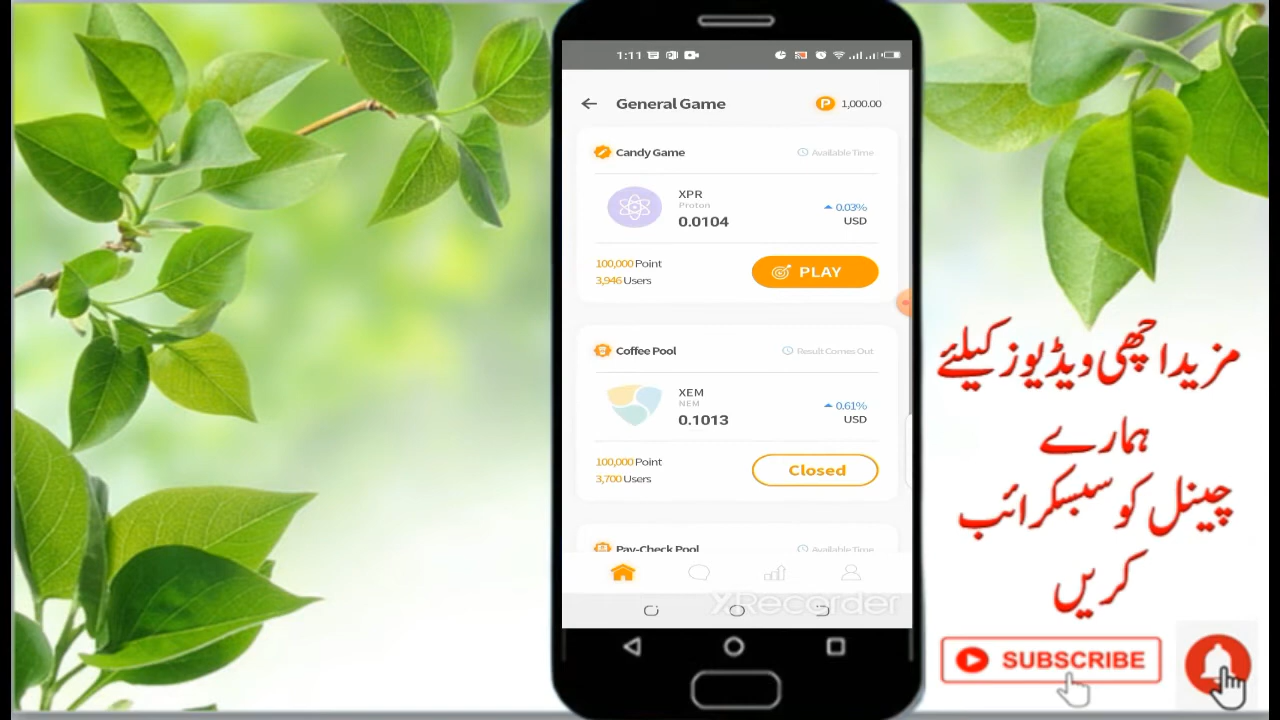 1:11
General Game
P 1,000.00
Candy Game
Available Time
XPR
Proton
0.0104
0.03%
USD
100,000 Point
3,946 Users
PLAY
Coffee Pool
Result Comes Out
XEM
NEM
0.1013
0.61%
USD
100,000 Point
3,700 Users
Closed
Pay-Check Pool
Available Time
XRecorder
مزید اچھی ویڈیوز کیلئے
ہمارے
چینل کو سبسکرائب
کریں
SUBSCRIBE